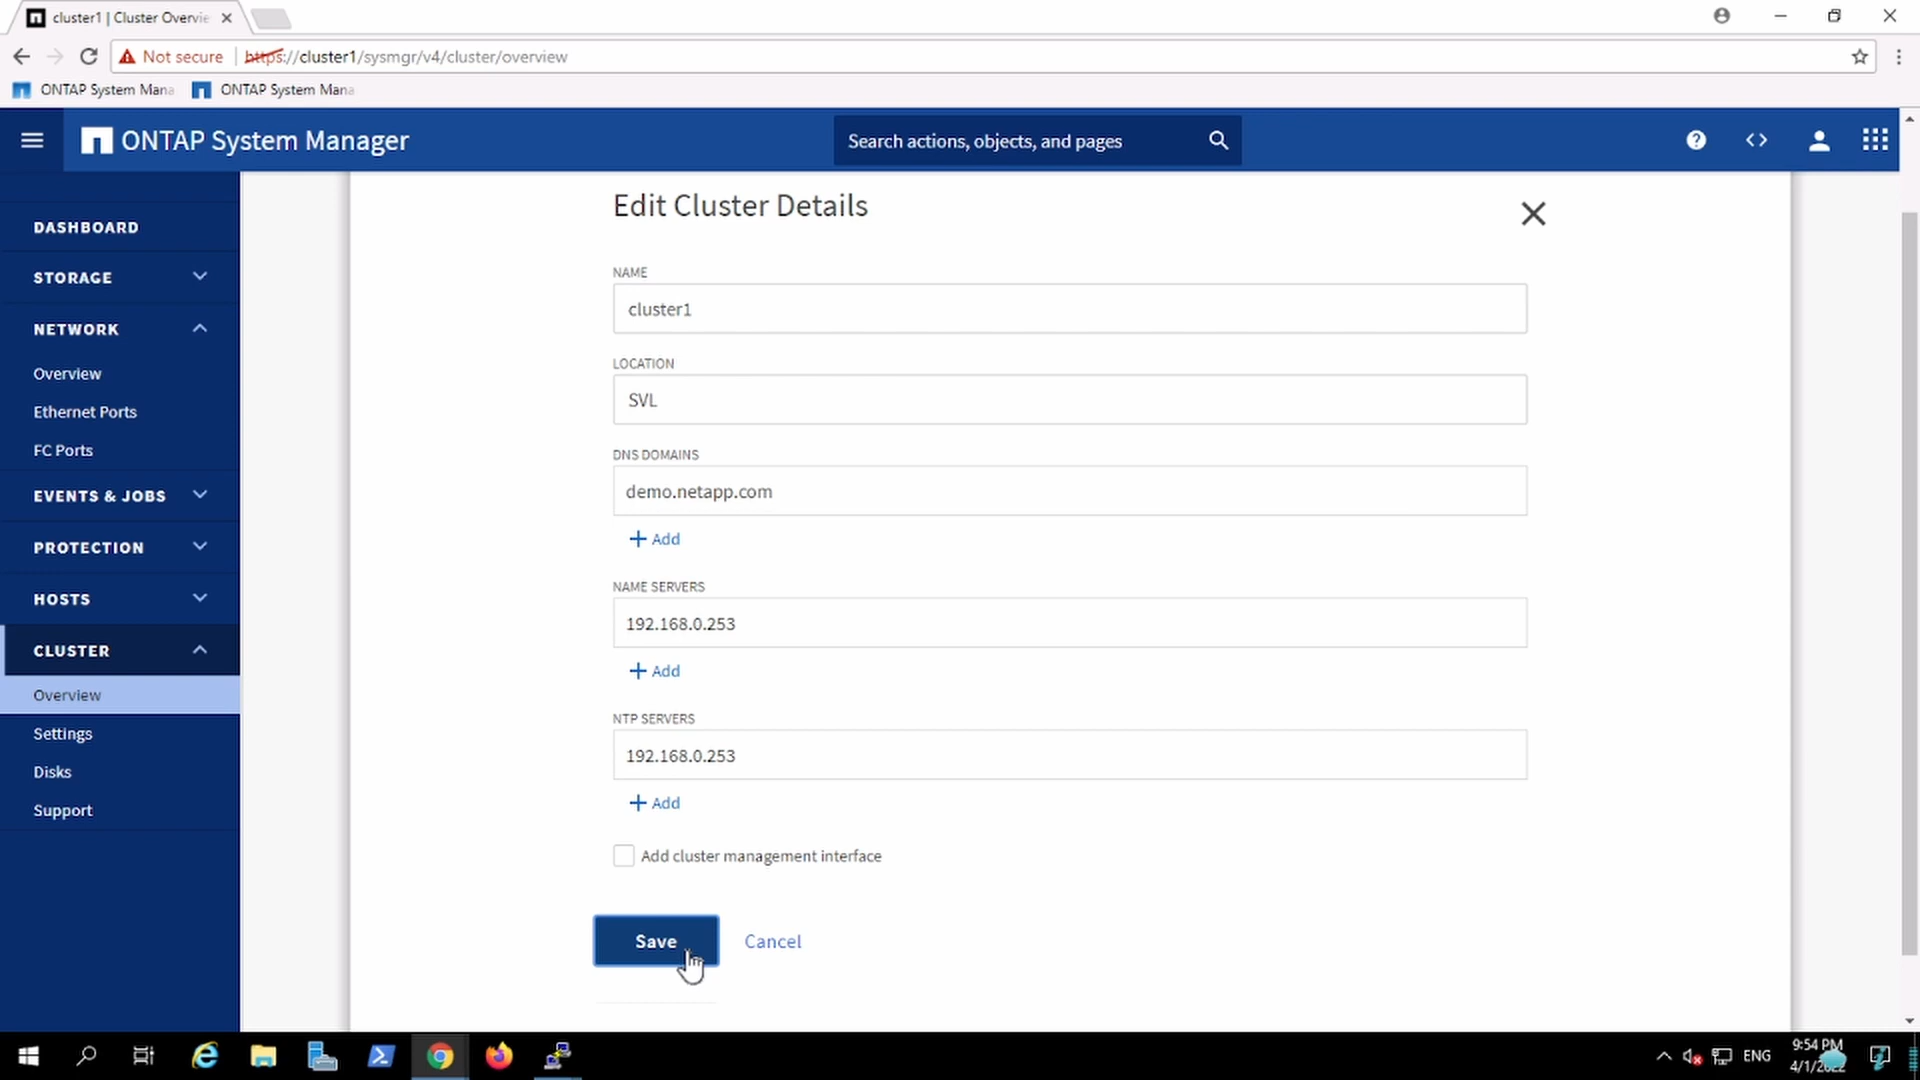 cluster1 | Cluster Overvie
Not secure
https://cluster1/sysmgr/v4/cluster/overview
ONTAP System Mana
ONTAP System Mana
ONTAP System Manager
Search actions, objects, and pages
DASHBOARD
STORAGE
NETWORK
Overview
Ethernet Ports
FC Ports
EVENTS & JOBS
PROTECTION
HOSTS
CLUSTER
Overview
Settings
Disks
Support
Edit Cluster Details
NAME
cluster1
LOCATION
SVL
DNS DOMAINS
demo.netapp.com
+ Add
NAME SERVERS
192.168.0.253
+ Add
NTP SERVERS
192.168.0.253
+ Add
Add cluster management interface
Save
Cancel
ENG
9:54 PM